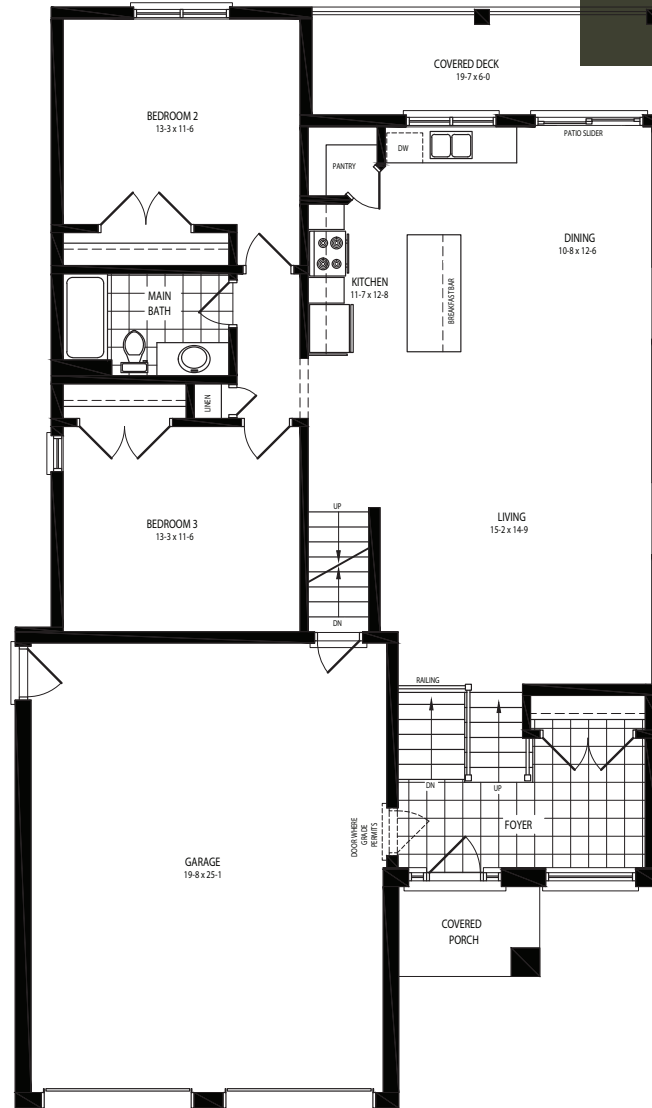 COVERED DECK
19-7 x 6-0
BEDROOM 2
13-3 x 11-6
PATIO SLIDER
DW
PANTRY
DINING
10-8 x 12-6
KITCHEN
11-7 x 12-8
BREAKFAST BAR
MAIN
BATH
LINEN
BEDROOM 3
13-3 x 11-6
UP
LIVING
15-2 x 14-9
DN
RAILING
DN
UP
FOYER
DOOR WHERE
GRADE
PERMITS
GARAGE
19-8 x 25-1
COVERED
PORCH